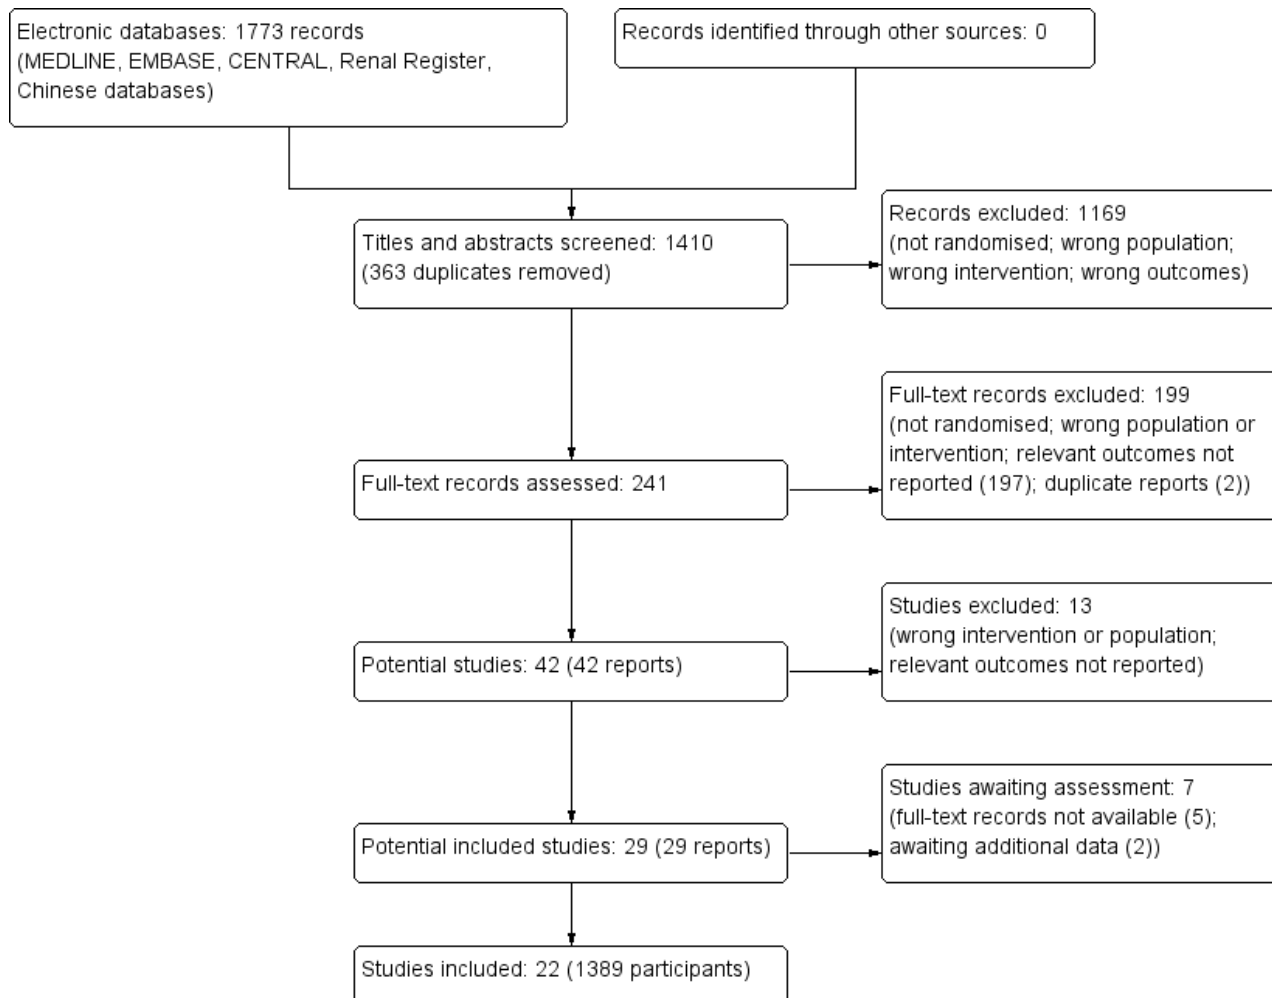 Electronic databases: 1773 records
(MEDLINE, EMBASE, CENTRAL, Renal Register,
Chinese databases)
Records identified through other sources: 0
Titles and abstracts screened: 1410
(363 duplicates removed)
Records excluded: 1169
(not randomised; wrong population;
wrong intervention; wrong outcomes)
Full-text records assessed: 241
Full-text records excluded: 199
(not randomised; wrong population or
intervention; relevant outcomes not
reported (197); duplicate reports (2))
Potential studies: 42 (42 reports)
Studies excluded: 13
(wrong intervention or population;
relevant outcomes not reported)
Potential included studies: 29 (29 reports)
Studies awaiting assessment: 7
(full-text records not available (5);
awaiting additional data (2))
Studies included: 22 (1389 participants)